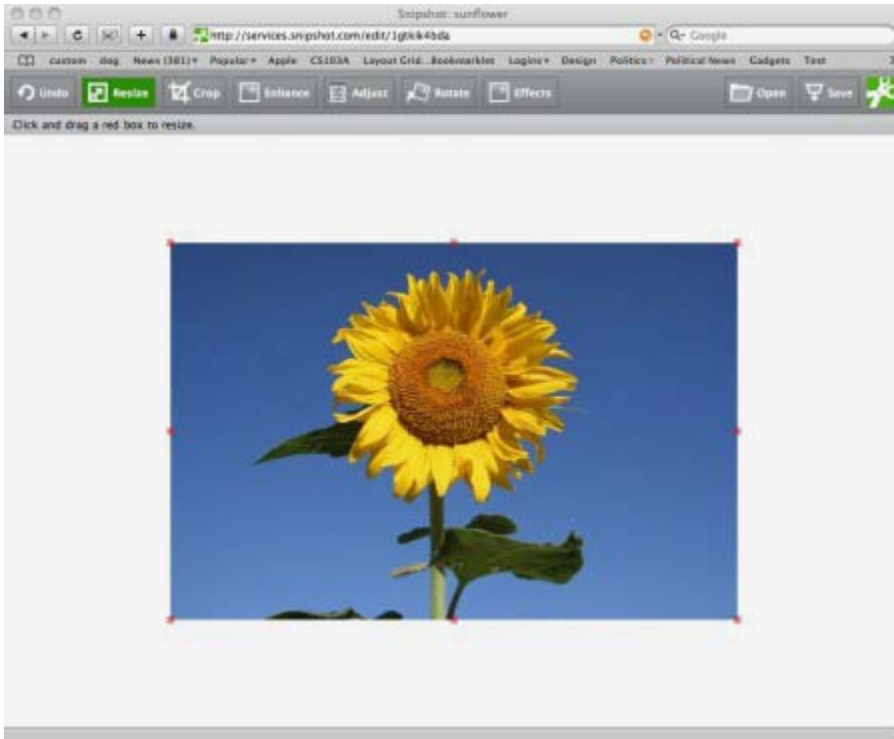 Snipshot: sunflower
http://services.snipshot.com/edit/1gtkik4bda
Google
custom dog News (381) Popular Apple CS103A Layout Grid...Bookmarklet Logins Design Politics Political News Gadgets Test
Undo Resize Crop Enhance Adjust Rotate Effects Open Save
Click and drag a red box to resize.